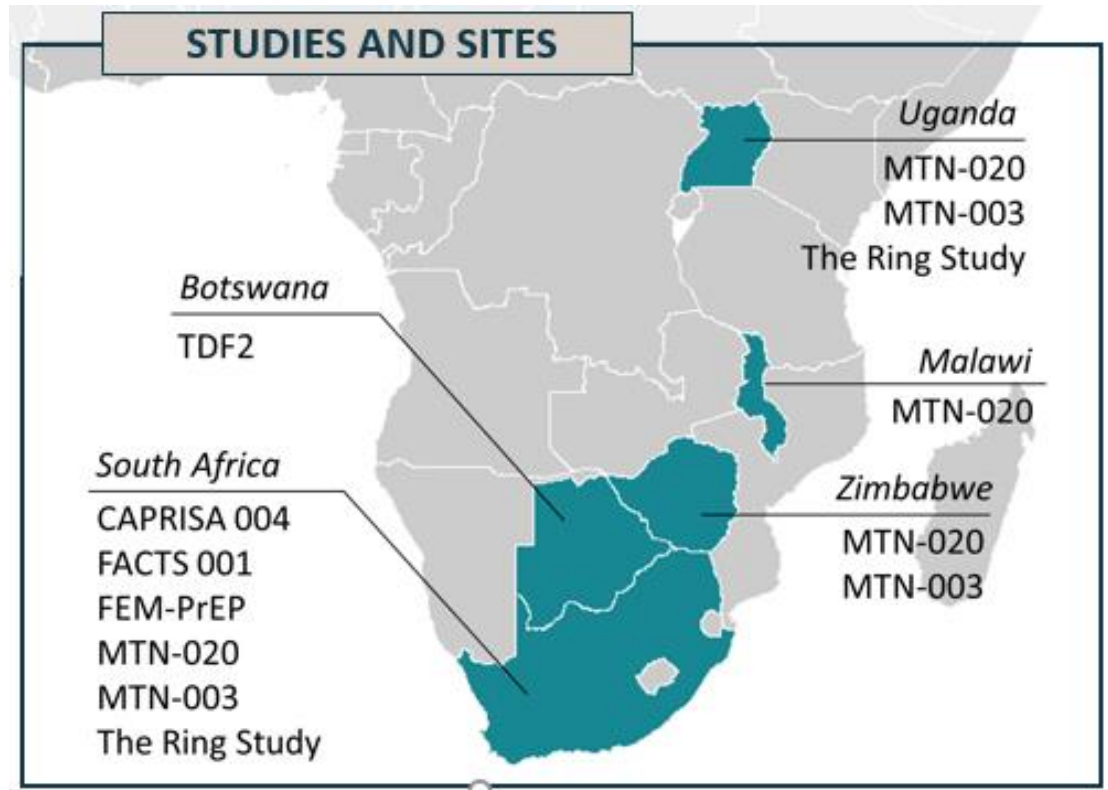 STUDIES AND SITES
Uganda
MTN-020
MTN-003
The Ring Study
Botswana
TDF2
Malawi
MTN-020
South Africa
CAPRISA 004
FACTS 001
FEM-PrEP
MTN-020
MTN-003
The Ring Study
Zimbabwe
MTN-020
MTN-003